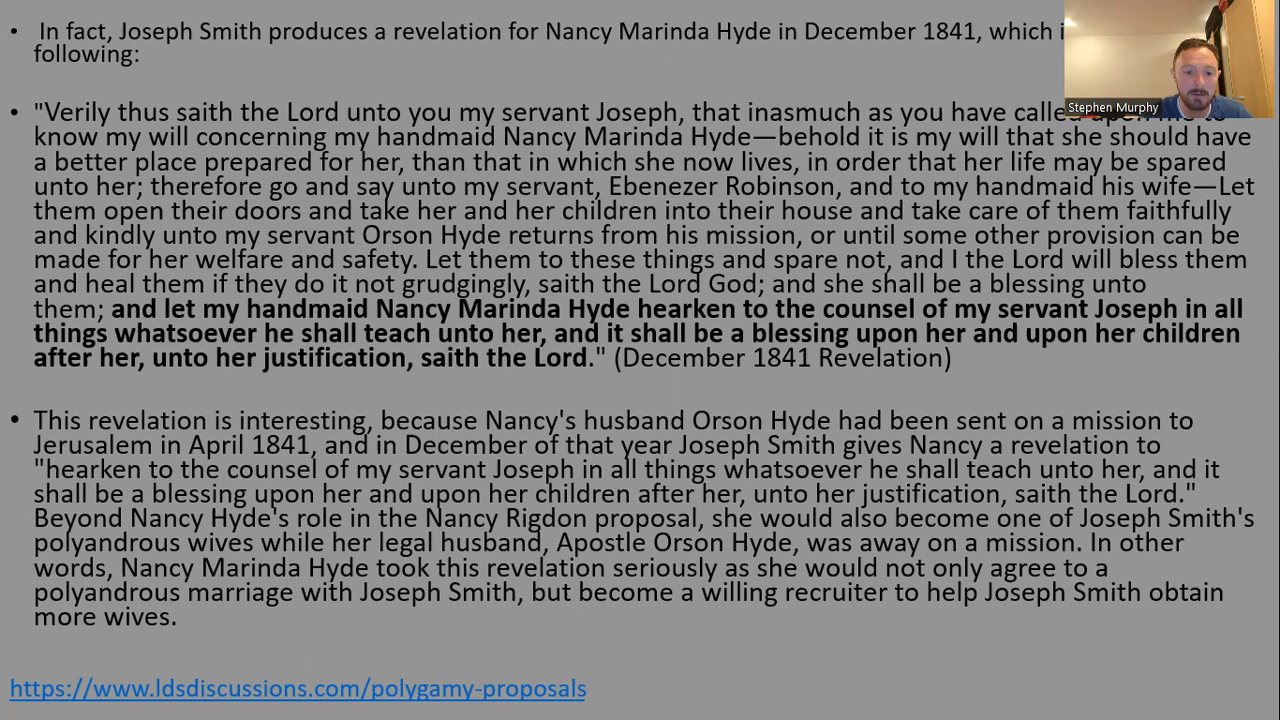 • In fact, Joseph Smith produces a revelation for Nancy Marinda Hyde in December 1841, which
following:
• "Verily thus saith the Lord unto you my servant Joseph, that inasmuch as you have called
know my will concerning my handmaid Nancy Marinda Hyde—behold it is my will that she should have
a better place prepared for her, than that in which she now lives, in order that her life may be spared
unto her; therefore go and say unto my servant, Ebenezer Robinson, and to my handmaid his wife—Let
them open their doors and take her and her children into their house and take care of them faithfully
and kindly unto my servant Orson Hyde returns from his mission, or until some other provision can be
made for her welfare and safety. Let them to these things and spare not, and I the Lord will bless them
and heal them if they do it not grudgingly, saith the Lord God; and she shall be a blessing unto
them; and let my handmaid Nancy Marinda Hyde hearken to the counsel of my servant Joseph in all
things whatsoever he shall teach unto her, and it shall be a blessing upon her and upon her children
after her, unto her justification, saith the Lord." (December 1841 Revelation)
• This revelation is interesting, because Nancy's husband Orson Hyde had been sent on a mission to
Jerusalem in April 1841, and in December of that year Joseph Smith gives Nancy a revelation to
"hearken to the counsel of my servant Joseph in all things whatsoever he shall teach unto her, and it
shall be a blessing upon her and upon her children after her, unto her justification, saith the Lord."
Beyond Nancy Hyde's role in the Nancy Rigdon proposal, she would also become one of Joseph Smith's
polyandrous wives while her legal husband, Apostle Orson Hyde, was away on a mission. In other
words, Nancy Marinda Hyde took this revelation seriously as she would not only agree to a
polyandrous marriage with Joseph Smith, but become a willing recruiter to help Joseph Smith obtain
more wives.
https://www.ldsdiscussions.com/polygamy-proposals
Stephen Murphy